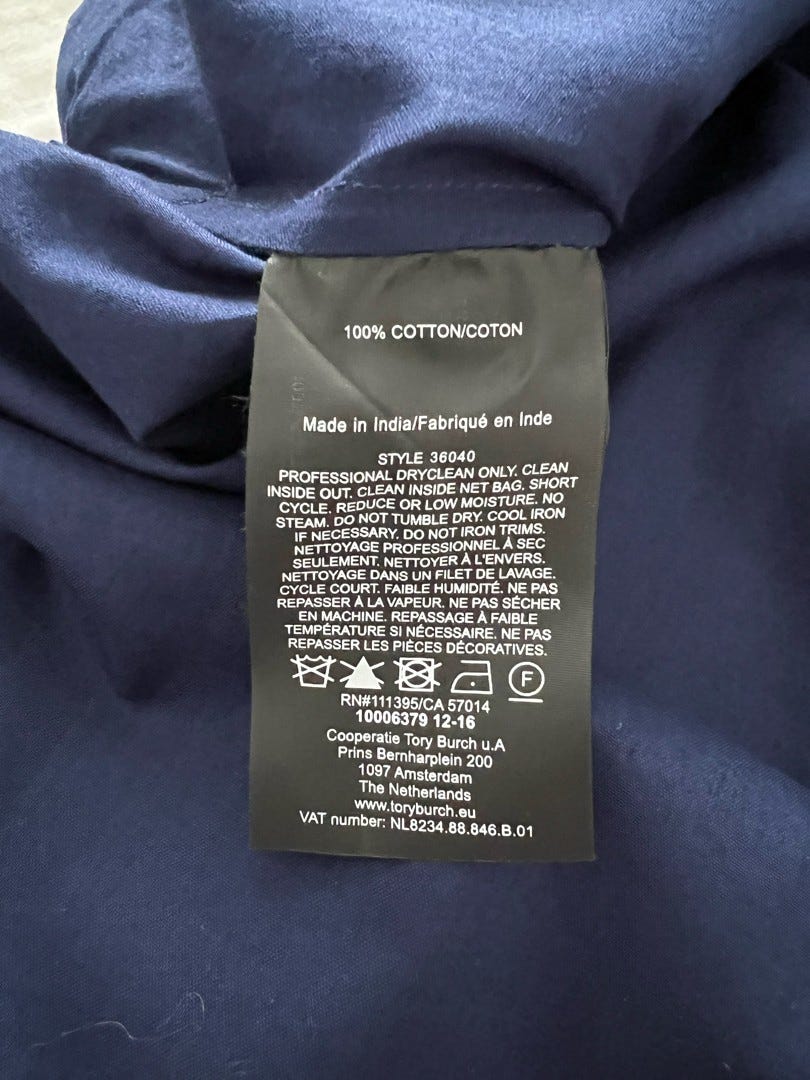 100% COTTON/COTON
Made in India/Fabriqué en Inde
STYLE 36040
PROFESSIONAL DRYCLEAN ONLY. CLEAN
INSIDE OUT. CLEAN INSIDE NET BAG. SHORT
CYCLE. REDUCE OR LOW MOISTURE. NO
STEAM. DO NOT TUMBLE DRY. COOL IRON
IF NECESSARY. DO NOT IRON TRIMS.
NETTOYAGE PROFESSIONNEL À SEC
SEULEMENT. NETTOYER À L'ENVERS.
NETTOYAGE DANS UN FILET DE LAVAGE.
CYCLE COURT. FAIBLE HUMIDITÉ. NE PAS
REPASSER À LA VAPEUR. NE PAS SÉCHER
EN MACHINE. REPASSAGE À FAIBLE
TEMPÉRATURE SI NÉCESSAIRE. NE PAS
REPASSER LES PIÈCES DÉCORATIVES.
F
RN#111395/CA 57014
10006379 12-16
Cooperatie Tory Burch u.A
Prins Bernharplein 200
1097 Amsterdam
The Netherlands
www.toryburch.eu
VAT number: NL8234.88.846.B.01